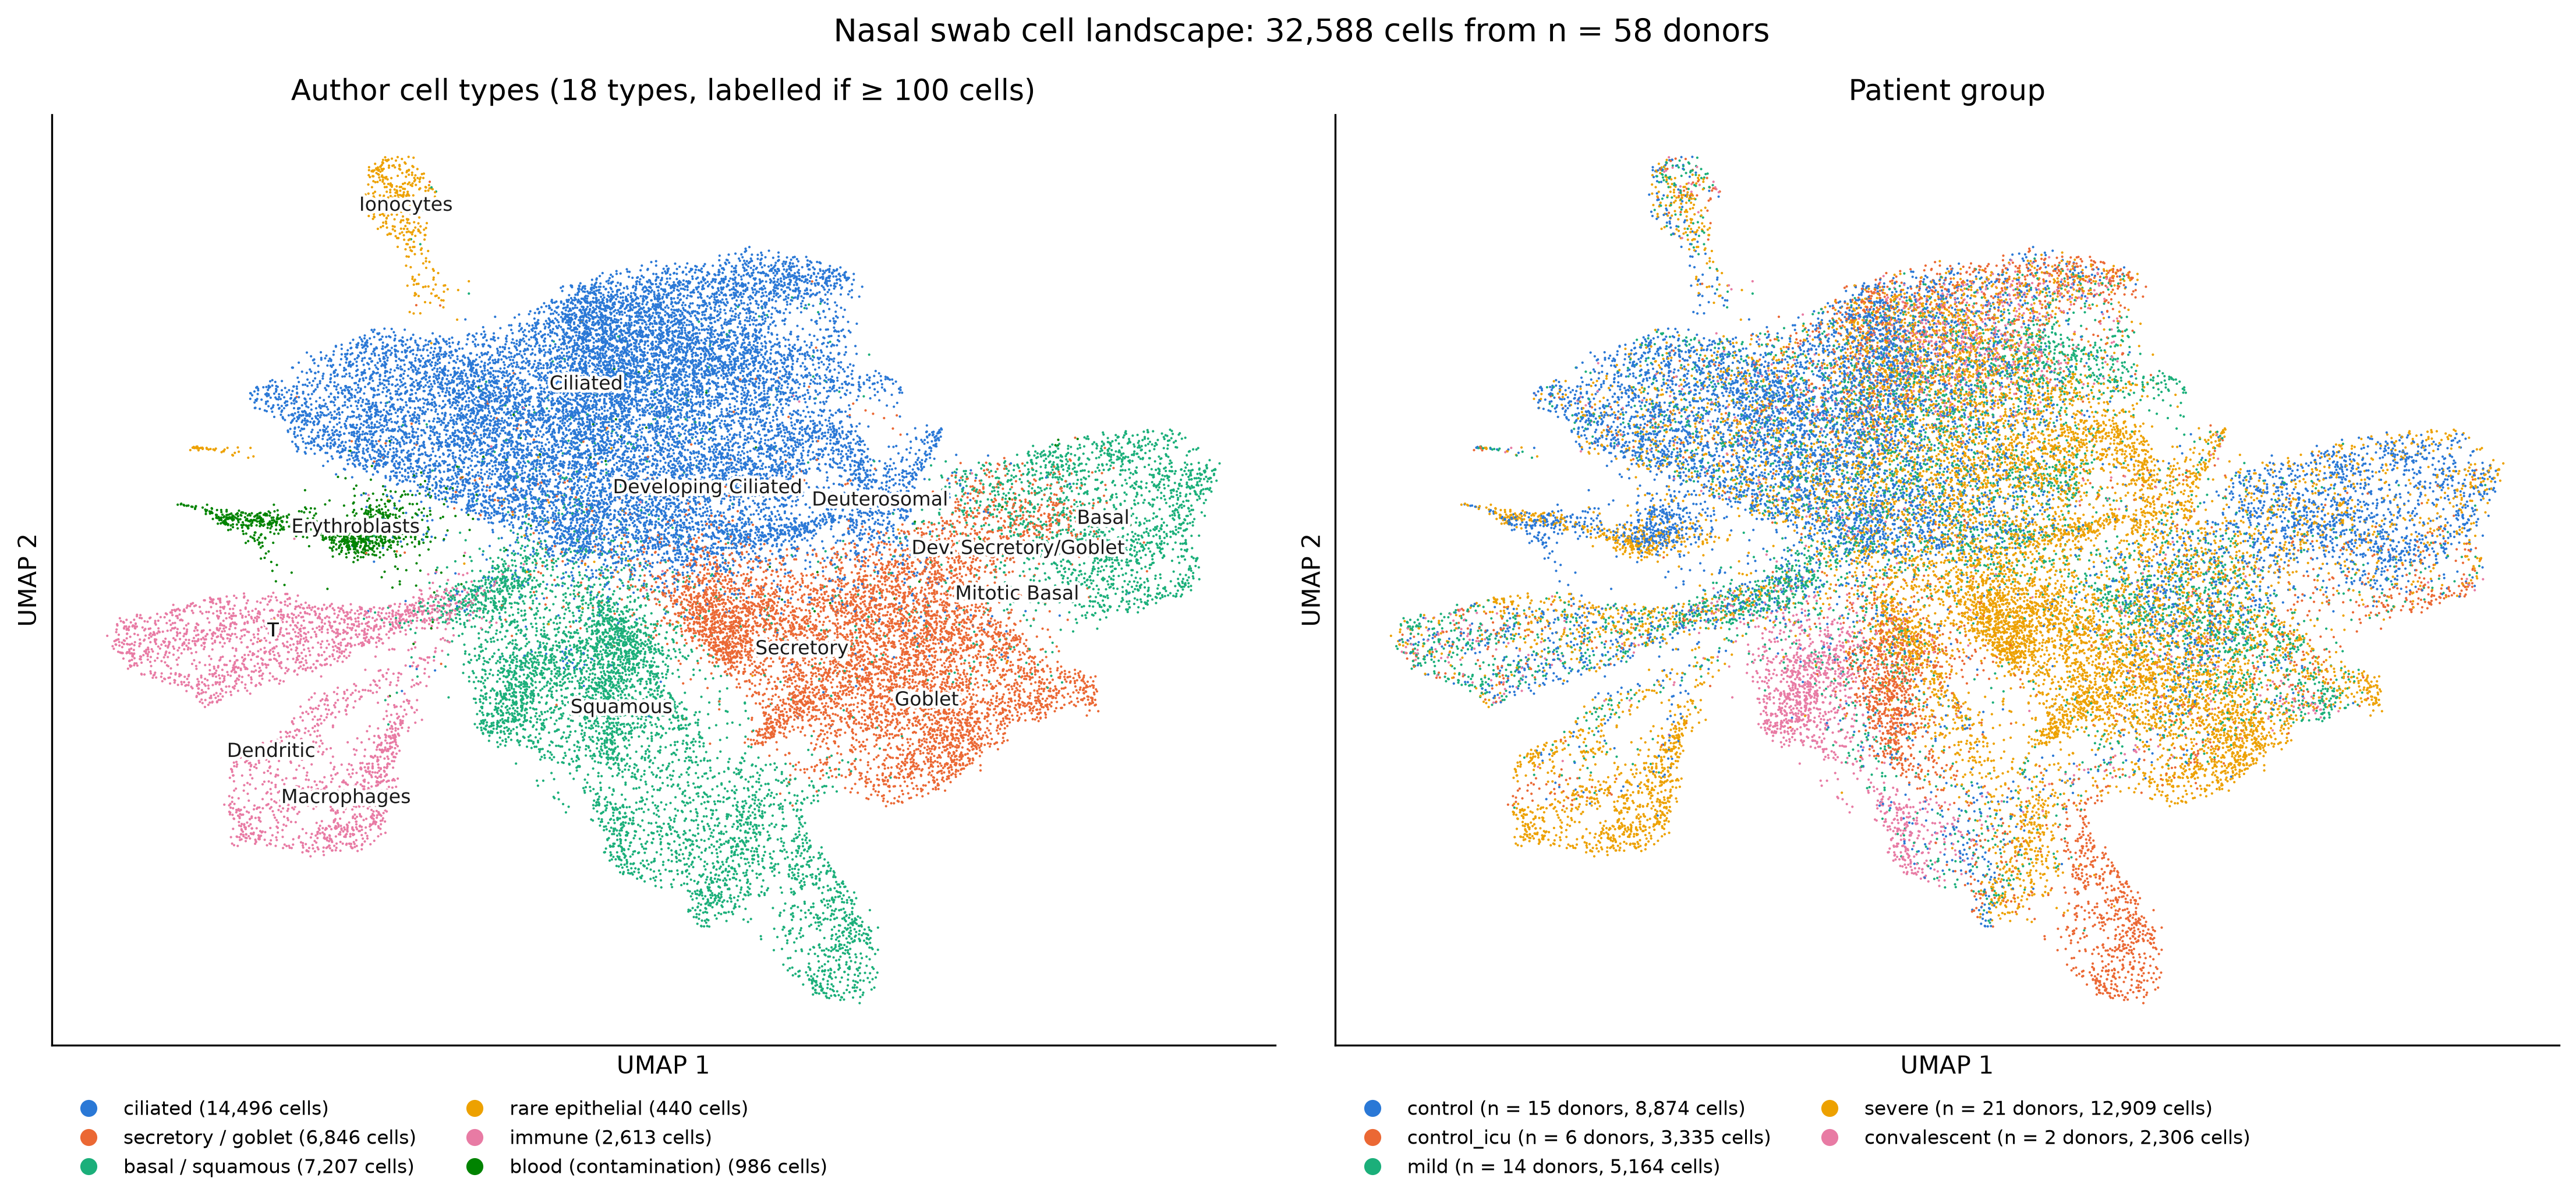 Nasal swab cell landscape: 32,588 cells from n = 58 donors
Author cell types (18 types, labelled if ≥ 100 cells)
Ionocytes
Ciliated
Developing Ciliated
Deuterosomal
Basal
Erythroblasts
Dev. Secretory/Goblet
Mitotic Basal
T
Secretory
Goblet
Squamous
Dendritic
Macrophages
UMAP 2
UMAP 1
ciliated (14,496 cells)
secretory / goblet (6,846 cells)
basal / squamous (7,207 cells)
rare epithelial (440 cells)
immune (2,613 cells)
blood (contamination) (986 cells)
Patient group
UMAP 2
UMAP 1
control (n = 15 donors, 8,874 cells)
control_icu (n = 6 donors, 3,335 cells)
mild (n = 14 donors, 5,164 cells)
severe (n = 21 donors, 12,909 cells)
convalescent (n = 2 donors, 2,306 cells)